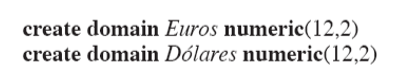 create domain Euros numeric(12,2)
create domain Dólares numeric(12,2)